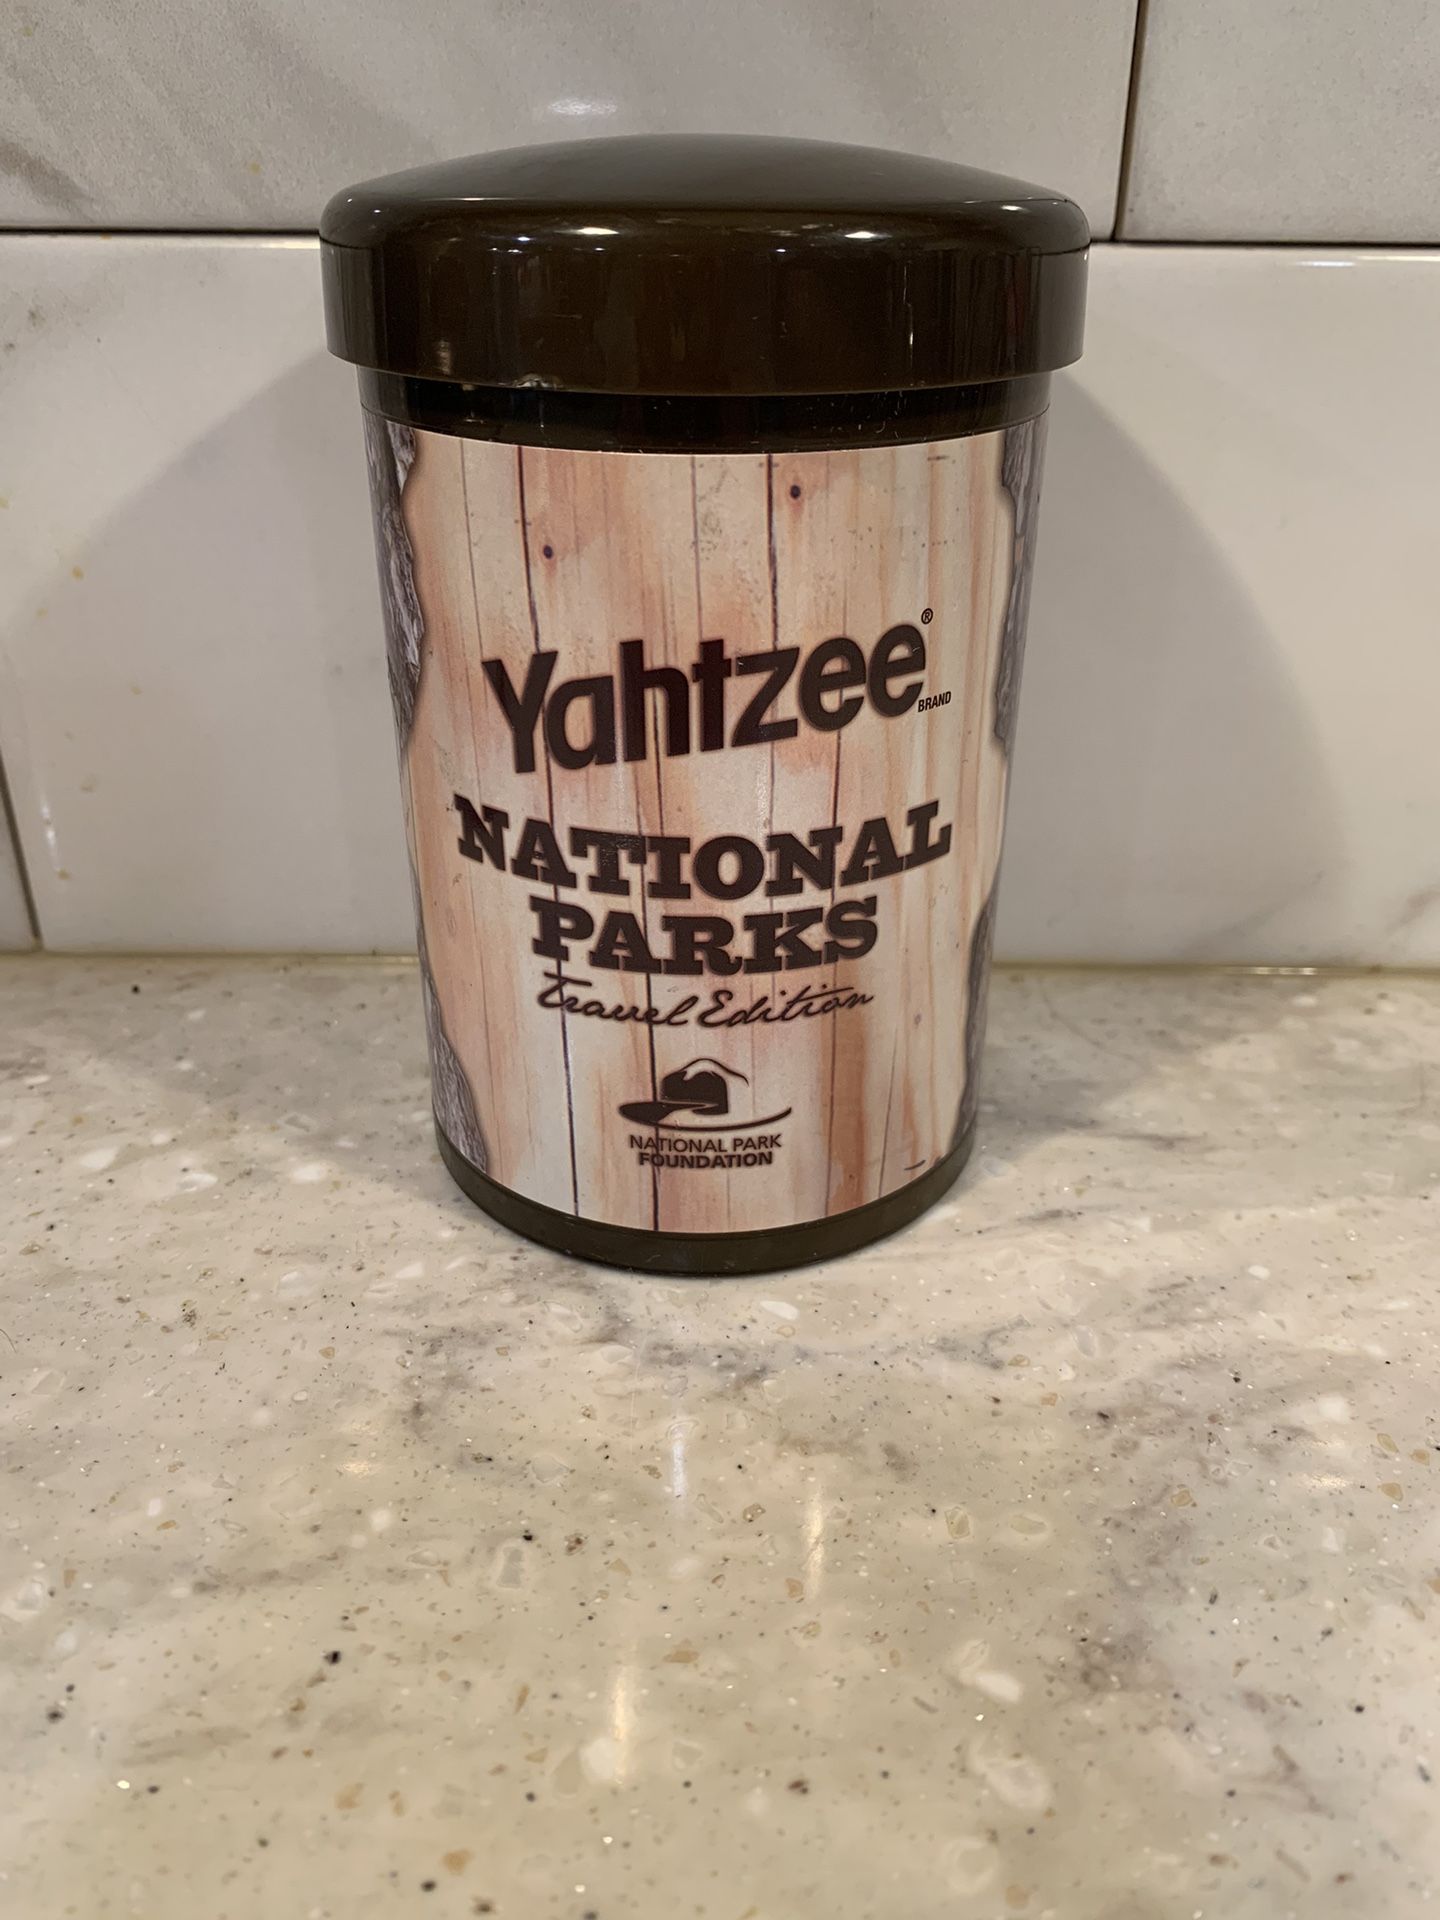 Yahtzee®
BRAND
NATIONAL
PARKS
Travel Edition
NATIONAL PARK
FOUNDATION